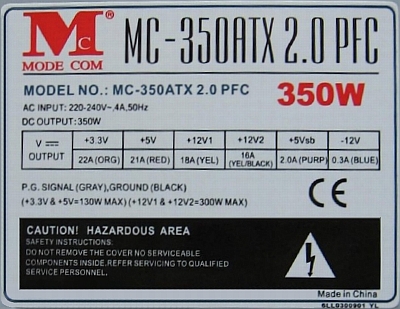 Mc MC-350ATX 2.0 PFC
MODE COM
MODEL NO.: MC-350ATX 2.0 PFC 350W
AC INPUT: 220-240V~,4A,50Hz
DC OUTPUT: 350W
V OUTPUT +3.3V +5V +12V1 +12V2 +5Vsb -12V
22A(ORG) 21A(RED) 18A(YEL) 16A (YEL/BLACK) 2.0A(PURP) 0.3A(BLUE)
P.G. SIGNAL (GRAY),GROUND (BLACK)
(+3.3V & +5V=130W MAX) (+12V1 & +12V2=300W MAX)
CE
CAUTION! HAZARDOUS AREA
SAFETY INSTRUCTIONS:
DO NOT REMOVE THE COVER NO SERVICEABLE
COMPONENTS INSIDE.REFER SERVICING TO QUALIFIED
SERVICE PERSONNEL.
Made in China
6LL0300901 YL